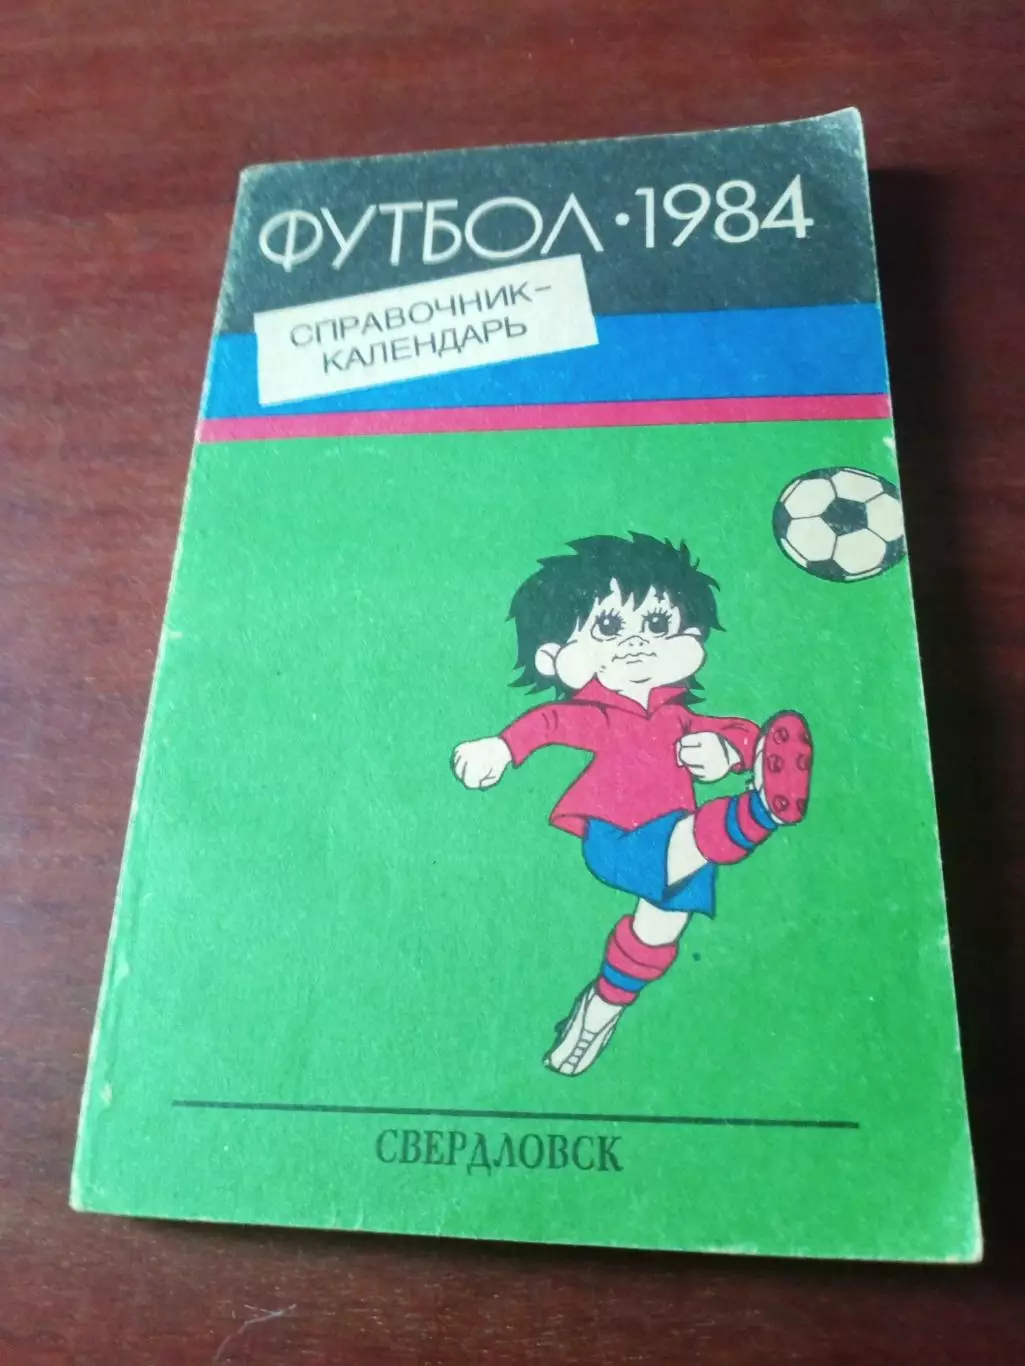 ФУТБОЛ·1984
СПРАВОЧНИК-
КАЛЕНДАРЬ
СВЕРДЛОВСК